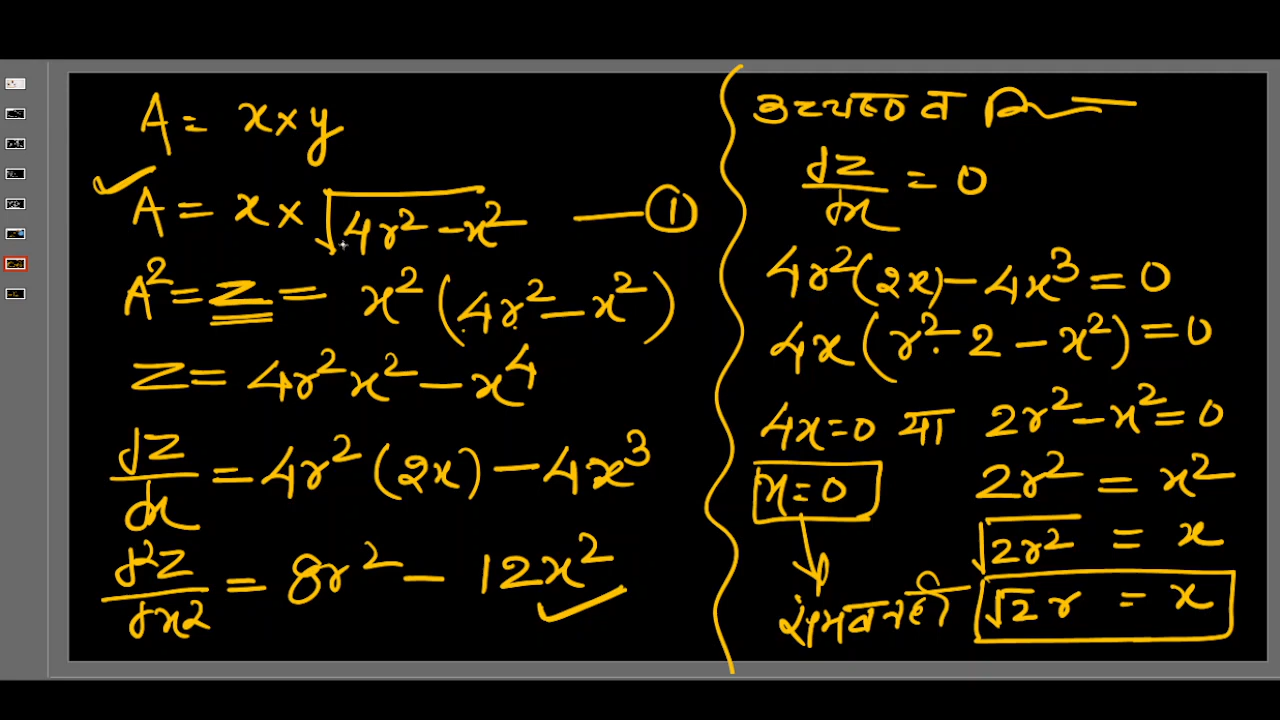 A = x × y
A = x × √(4r² - x²) — ①
A² = z = x² (4r² - x²)
z = 4r²x² - x⁴
dz/dx = 4r² (2x) - 4x³
d²z/dx² = 8r² - 12x²
उच्चष्ठ व
dz/dx = 0
4r²(2x) - 4x³ = 0
4x (r²·2 - x²) = 0
4x = 0 या 2r² - x² = 0
x = 0 2r² = x²
√2r² = x
संभव नही √2 r = x